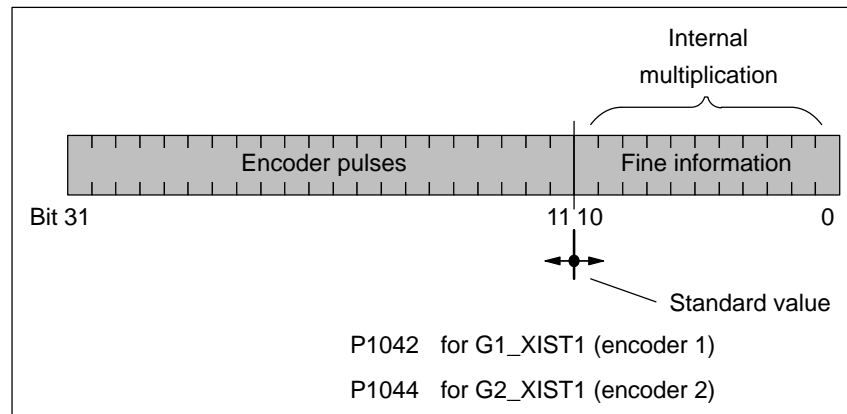 Internal
multiplication
Encoder pulses Fine information
Bit 31 11 10 0
Standard value
P1042 for G1_XIST1 (encoder 1)
P1044 for G2_XIST1 (encoder 2)